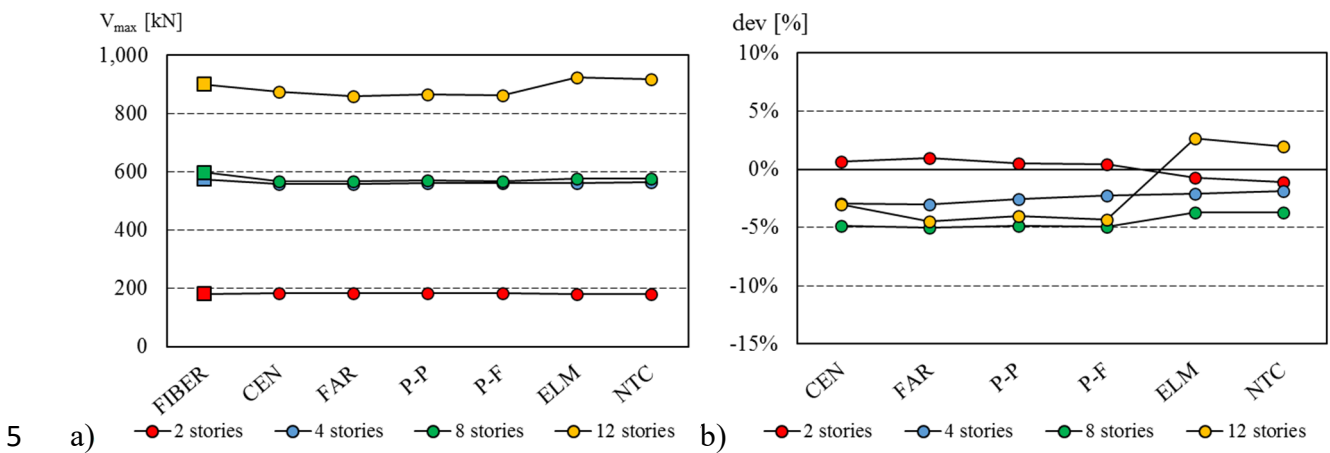 V_max [kN]
1,000
800
600
400
200
0
FIBER
CEN
FAR
P-P
P-F
ELM
NTC
dev [%]
10%
5%
0%
-5%
-10%
-15%
CEN
FAR
P-P
P-F
ELM
NTC
5 a) 2 stories 4 stories 8 stories 12 stories b) 2 stories 4 stories 8 stories 12 stories